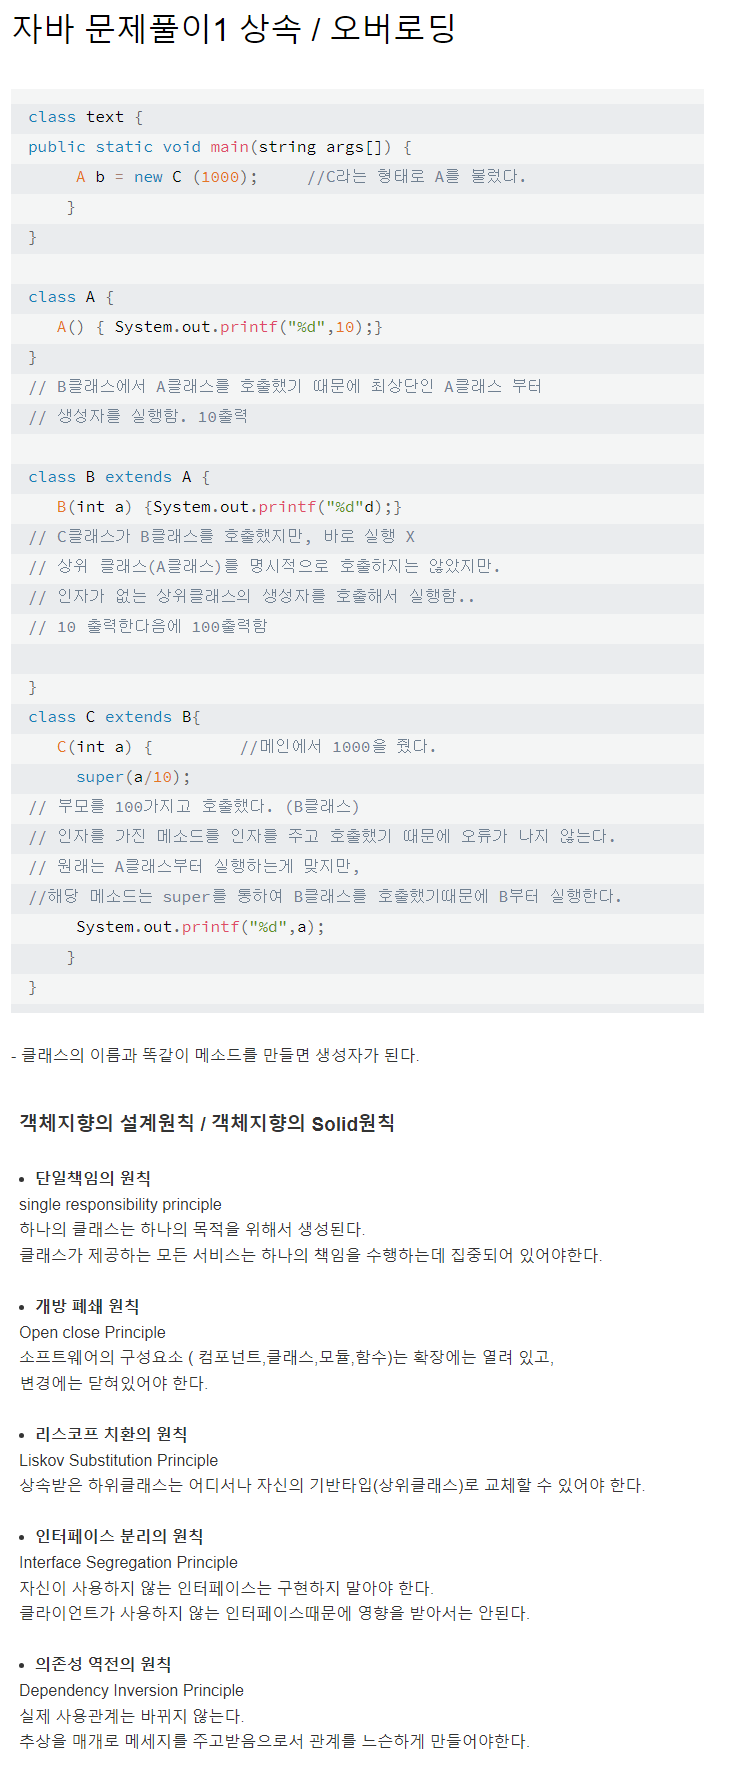 자바 문제풀이1 상속 / 오버로딩
class text {
public static void main(string args[]) {
A b = new C (1000);     //C라는 형태로 A를 불렀다.
}
}
class A {
A() { System.out.printf("%d",10);}
}
// B클래스에서 A클래스를 호출했기 때문에 최상단인 A클래스 부터
// 생성자를 실행함. 10출력
class B extends A {
B(int a) {System.out.printf("%d"d);}
// C클래스가 B클래스를 호출했지만, 바로 실행 X
// 상위 클래스(A클래스)를 명시적으로 호출하지는 않았지만.
// 인자가 없는 상위클래스의 생성자를 호출해서 실행함..
// 10 출력한다음에 100출력함
}
class C extends B{
C(int a) {         //메인에서 1000을 줬다.
super(a/10);
// 부모를 100가지고 호출했다. (B클래스)
// 인자를 가진 메소드를 인자를 주고 호출했기 때문에 오류가 나지 않는다.
// 원래는 A클래스부터 실행하는게 맞지만,
//해당 메소드는 super를 통하여 B클래스를 호출했기때문에 B부터 실행한다.
System.out.printf("%d",a);
}
}
- 클래스의 이름과 똑같이 메소드를 만들면 생성자가 된다.
객체지향의 설계원칙 / 객체지향의 Solid원칙
• 단일책임의 원칙
single responsibility principle
하나의 클래스는 하나의 목적을 위해서 생성된다.
클래스가 제공하는 모든 서비스는 하나의 책임을 수행하는데 집중되어 있어야한다.
• 개방 폐쇄 원칙
Open close Principle
소프트웨어의 구성요소 ( 컴포넌트,클래스,모듈,함수)는 확장에는 열려 있고,
변경에는 닫혀있어야 한다.
• 리스코프 치환의 원칙
Liskov Substitution Principle
상속받은 하위클래스는 어디서나 자신의 기반타입(상위클래스)로 교체할 수 있어야 한다.
• 인터페이스 분리의 원칙
Interface Segregation Principle
자신이 사용하지 않는 인터페이스는 구현하지 말아야 한다.
클라이언트가 사용하지 않는 인터페이스때문에 영향을 받아서는 안된다.
• 의존성 역전의 원칙
Dependency Inversion Principle
실제 사용관계는 바뀌지 않는다.
추상을 매개로 메세지를 주고받음으로서 관계를 느슨하게 만들어야한다.